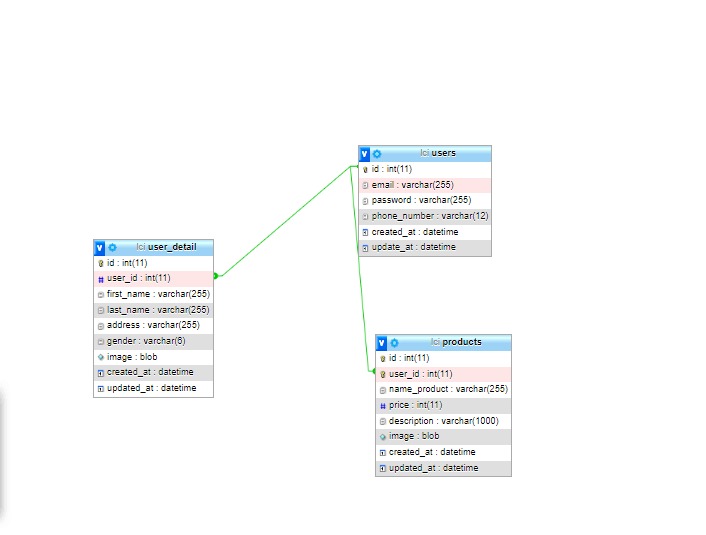 lci users
id : int(11)
email : varchar(255)
password : varchar(255)
phone_number : varchar(12)
created_at : datetime
update_at : datetime
lci user_detail
id : int(11)
user_id : int(11)
first_name : varchar(255)
last_name : varchar(255)
address : varchar(255)
gender : varchar(6)
image : blob
created_at : datetime
updated_at : datetime
lci products
id : int(11)
user_id : int(11)
name_product : varchar(255)
price : int(11)
description : varchar(1000)
image : blob
created_at : datetime
updated_at : datetime